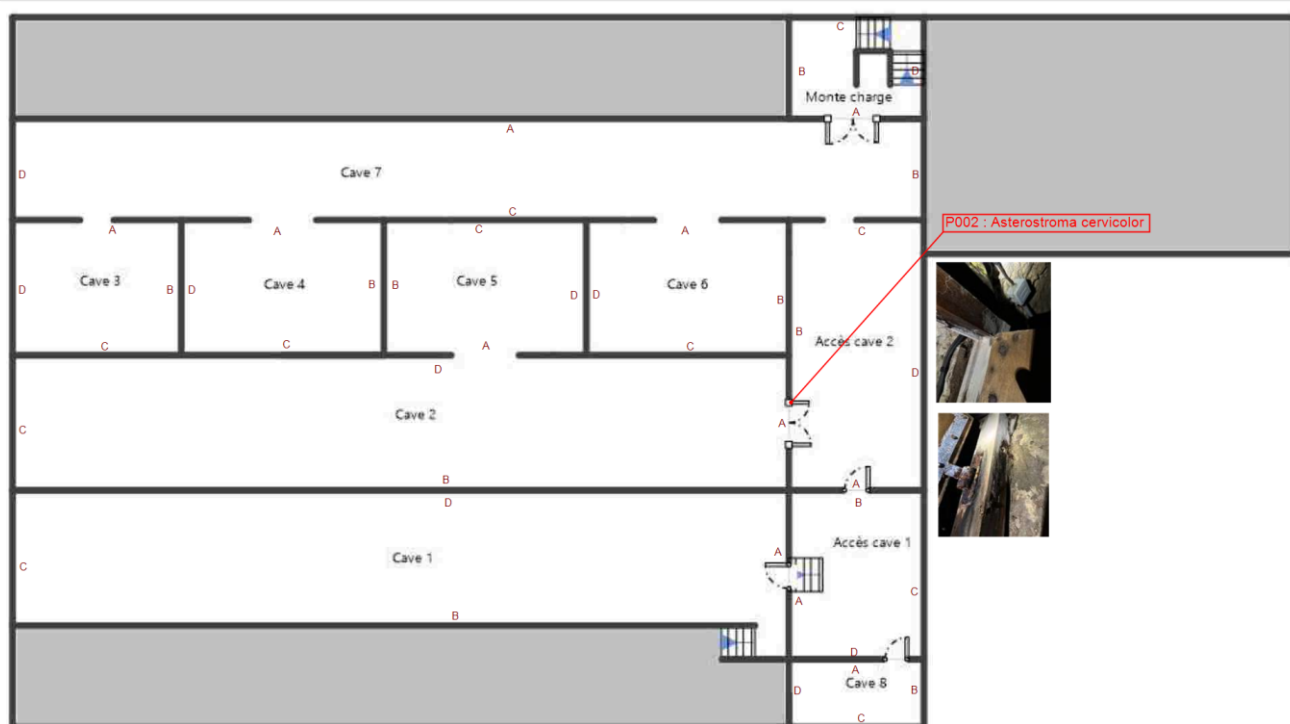 C
B
D
Monte charge
A
A
D
Cave 7
B
C
A
A
C
A
C
P002 : Asterostroma cervicolor
D
Cave 3
B
D
Cave 4
B
B
Cave 5
D
D
Cave 6
B
C
C
A
C
B
Accès cave 2
D
D
C
Cave 2
A
B
A
D
B
C
Cave 1
A
Accès cave 1
A
C
B
D
A
D
Cave 8
B
C